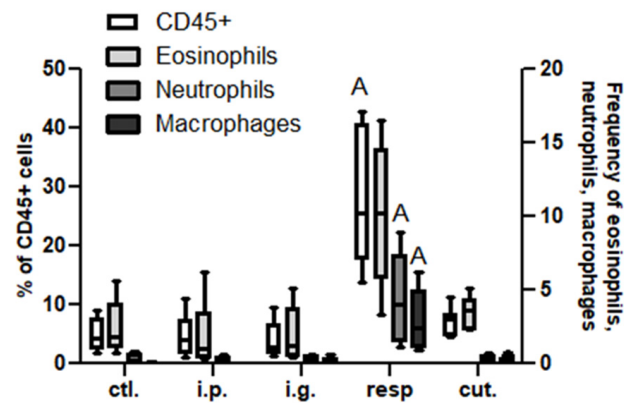 CD45+
Eosinophils
Neutrophils
Macrophages
50
40
30
20
10
0
% of CD45+ cells
20
15
10
5
0
Frequency of eosinophils,
neutrophils, macrophages
A
A
A
ctl. i.p. i.g. resp cut.